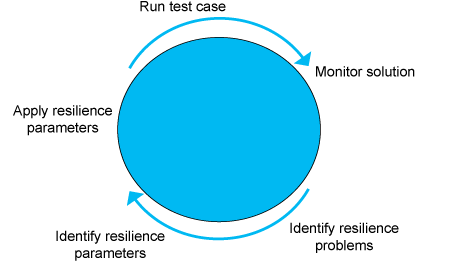 Run test case
Monitor solution
Apply resilience
parameters
Identify resilience
problems
Identify resilience
parameters